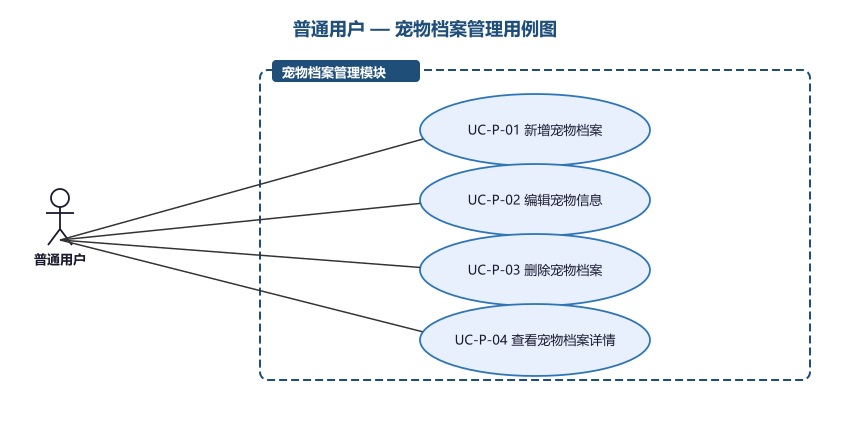 普通用户 — 宠物档案管理用例图
宠物档案管理模块
UC-P-01 新增宠物档案
UC-P-02 编辑宠物信息
UC-P-03 删除宠物档案
UC-P-04 查看宠物档案详情
普通用户